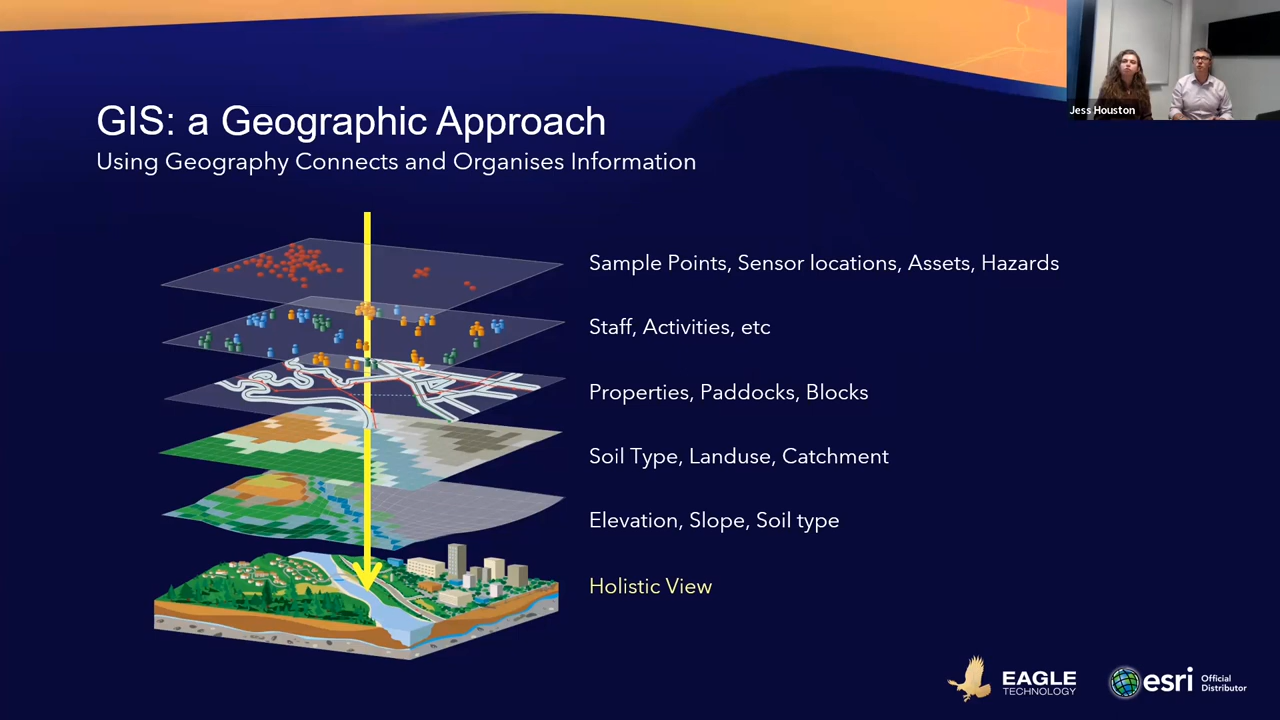 Jess Houston
GIS: a Geographic Approach
Using Geography Connects and Organises Information
Sample Points, Sensor locations, Assets, Hazards
Staff, Activities, etc
Properties, Paddocks, Blocks
Soil Type, Landuse, Catchment
Elevation, Slope, Soil type
Holistic View
EAGLE
TECHNOLOGY
esri
Official
Distributor